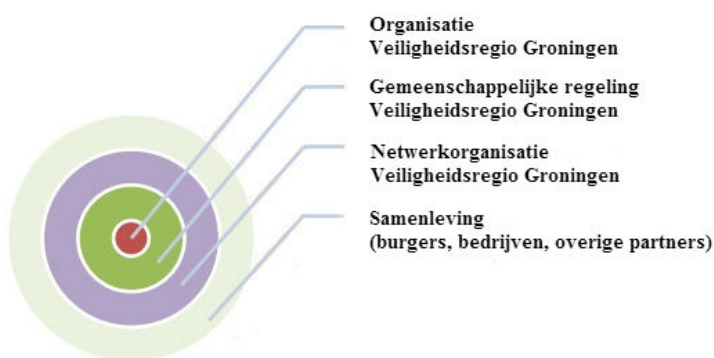 Organisatie
Veiligheidsregio Groningen
Gemeenschappelijke regeling
Veiligheidsregio Groningen
Netwerkorganisatie
Veiligheidsregio Groningen
Samenleving
(burgers, bedrijven, overige partners)